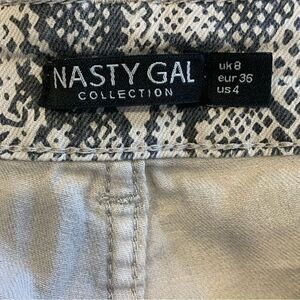 NASTY GAL
COLLECTION
uk 8
eur 36
us 4